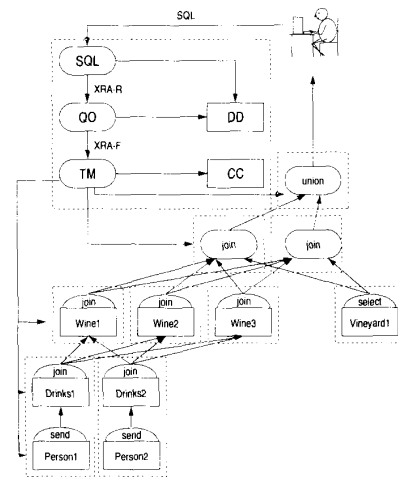 SQL
SQL
XRA-R
QO
DD
XRA-F
TM
CC
union
join
join
join
join
join
select
Wine1
Wine2
Wine3
Vineyard1
join
join
Drinks1
Drinks2
send
send
Person1
Person2